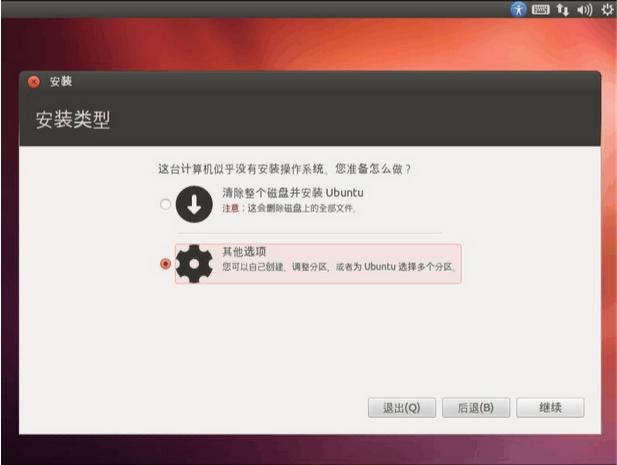 安装
安装类型
这台计算机似乎没有安装操作系统。您准备怎么做？
清除整个磁盘并安装 Ubuntu
注意：这会删除磁盘上的全部文件。
其他选项
您可以自己创建、调整分区，或者为 Ubuntu 选择多个分区。
退出(Q) 后退(B) 继续